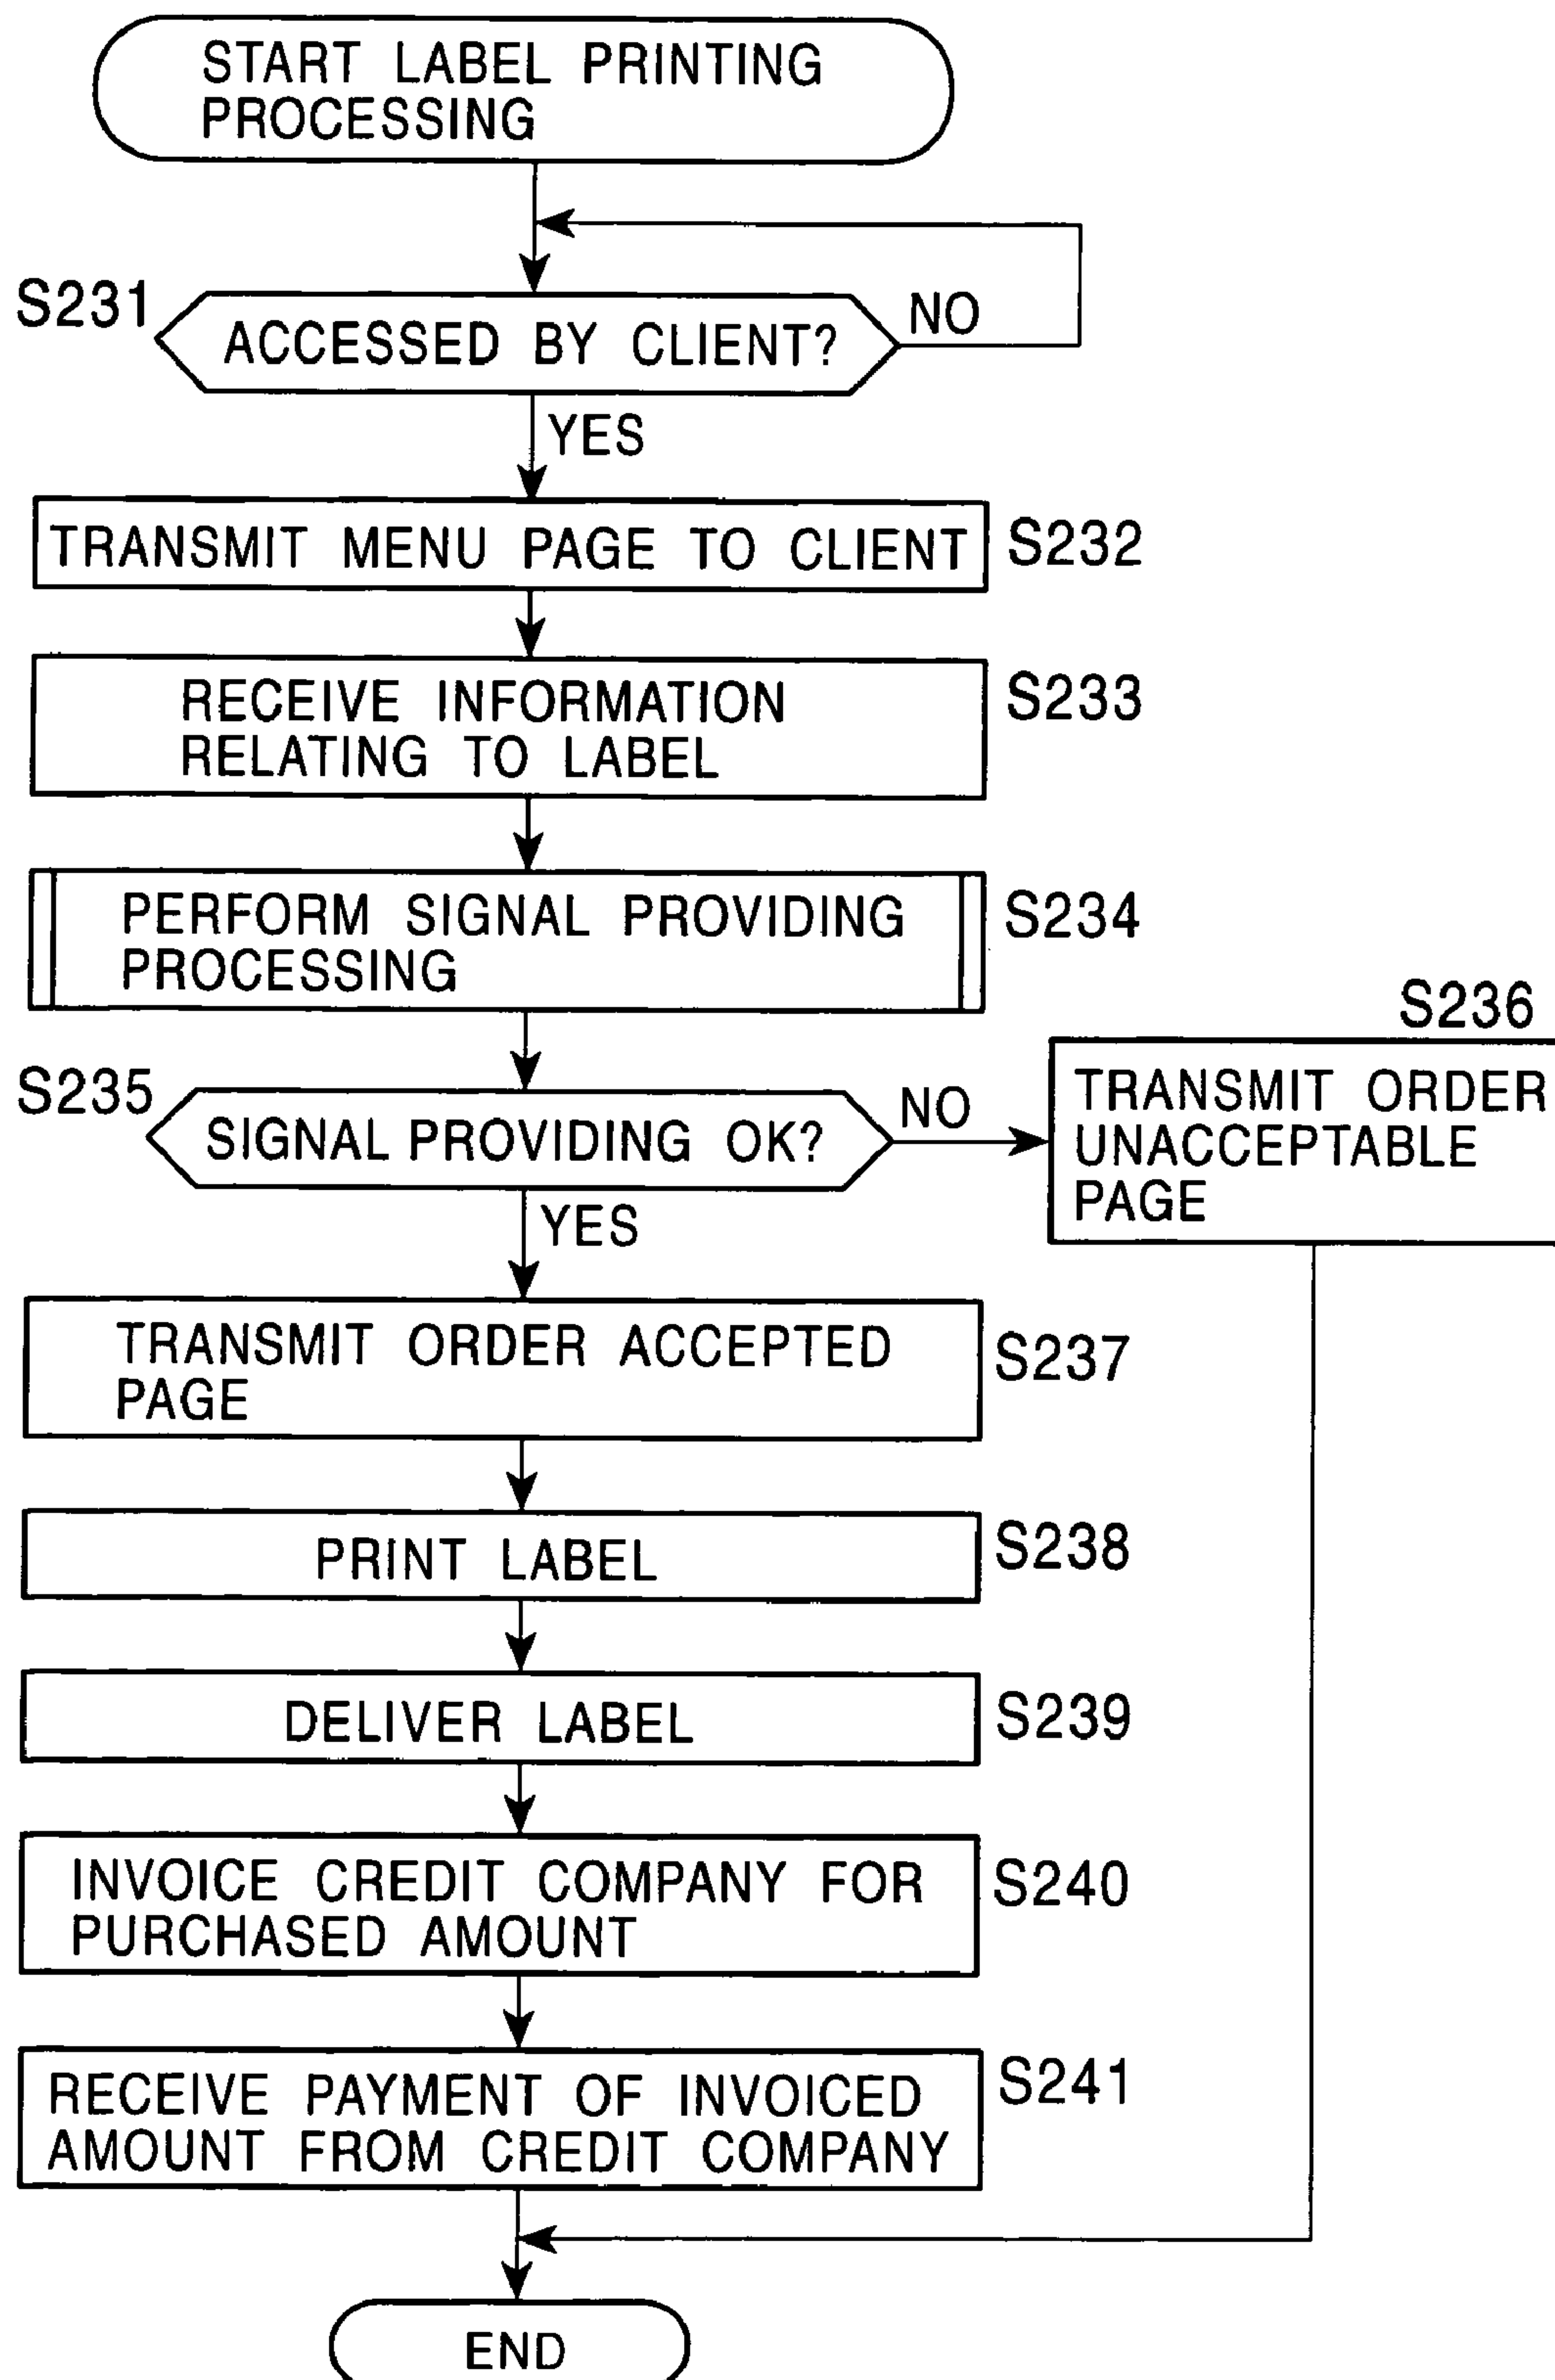 START LABEL PRINTING
PROCESSING
S231
ACCESSED BY CLIENT?
NO
YES
TRANSMIT MENU PAGE TO CLIENT
S232
RECEIVE INFORMATION
RELATING TO LABEL
S233
PERFORM SIGNAL PROVIDING
PROCESSING
S234
S235
SIGNAL PROVIDING OK?
NO
S236
TRANSMIT ORDER
UNACCEPTABLE
PAGE
YES
TRANSMIT ORDER ACCEPTED
PAGE
S237
PRINT LABEL
S238
DELIVER LABEL
S239
INVOICE CREDIT COMPANY FOR
PURCHASED AMOUNT
S240
RECEIVE PAYMENT OF INVOICED
AMOUNT FROM CREDIT COMPANY
S241
END